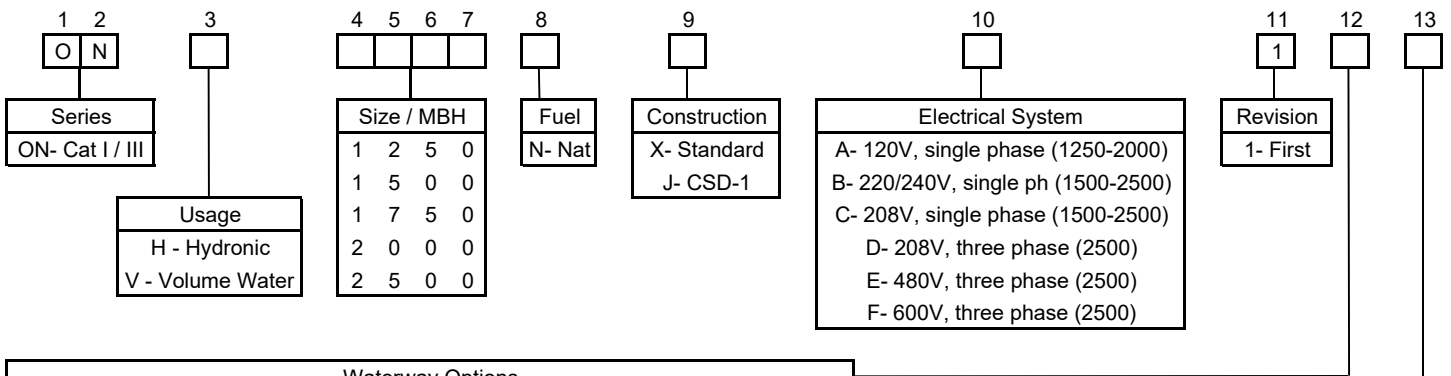 1 2 3 4 5 6 7 8 9 10 11 12 13
O N 1
Series Size / MBH Fuel Construction Electrical System Revision
ON- Cat I / III 1 2 5 0 N- Nat X- Standard A- 120V, single phase (1250-2000) 1- First
1 5 0 0 J- CSD-1 B- 220/240V, single ph (1500-2500)
Usage 1 7 5 0 C- 208V, single phase (1500-2500)
H - Hydronic 2 0 0 0 D- 208V, three phase (2500)
V - Volume Water 2 5 0 0 E- 480V, three phase (2500)
F- 600V, three phase (2500)
Waterway Options